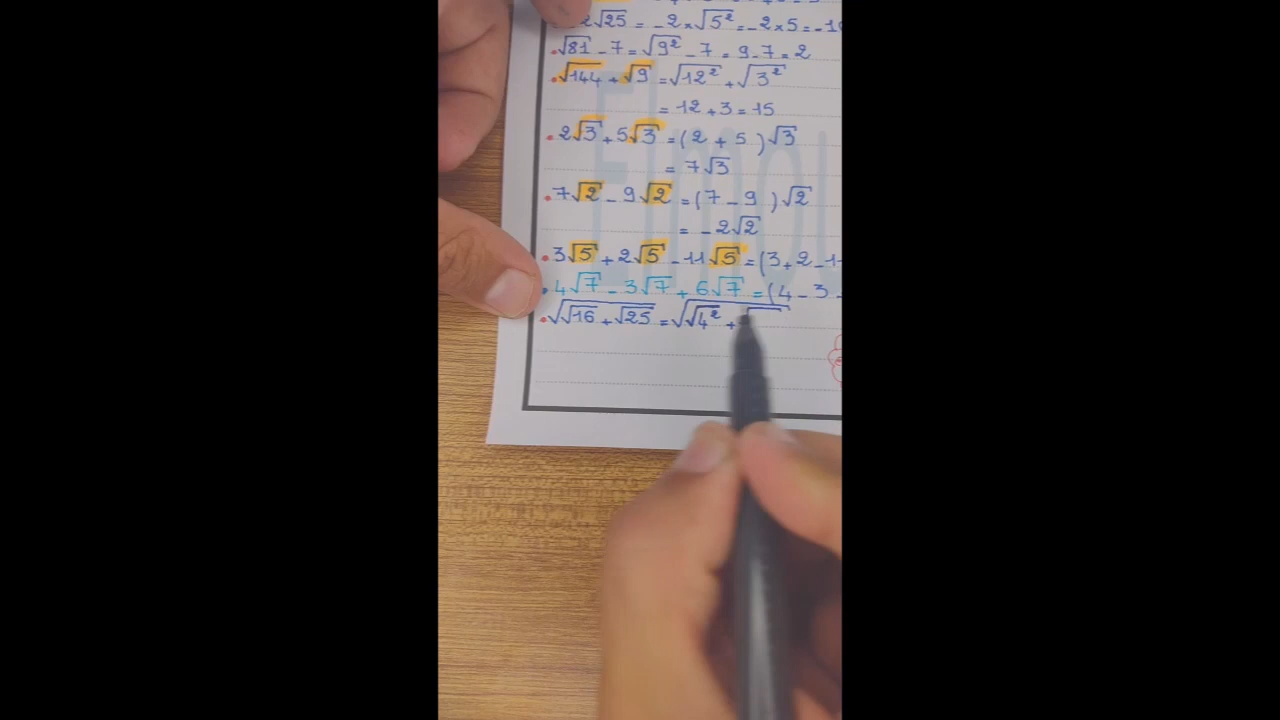 2√25 = -2×√5² = -2×5 = -10
• √81 - 7 = √9² - 7 = 9-7 = 2
• √144 + √9 = √12² + √3²
= 12+3 = 15
• 2√3 + 5√3 = (2 + 5)√3
= 7√3
• 7√2 - 9√2 = (7 - 9)√2
= -2√2
• 3√5 + 2√5 - 11√5 = (3+2-11
• 4√7 - 3√7 + 6√7 = (4 - 3
• √(√16 + √25) = √(√4² + √